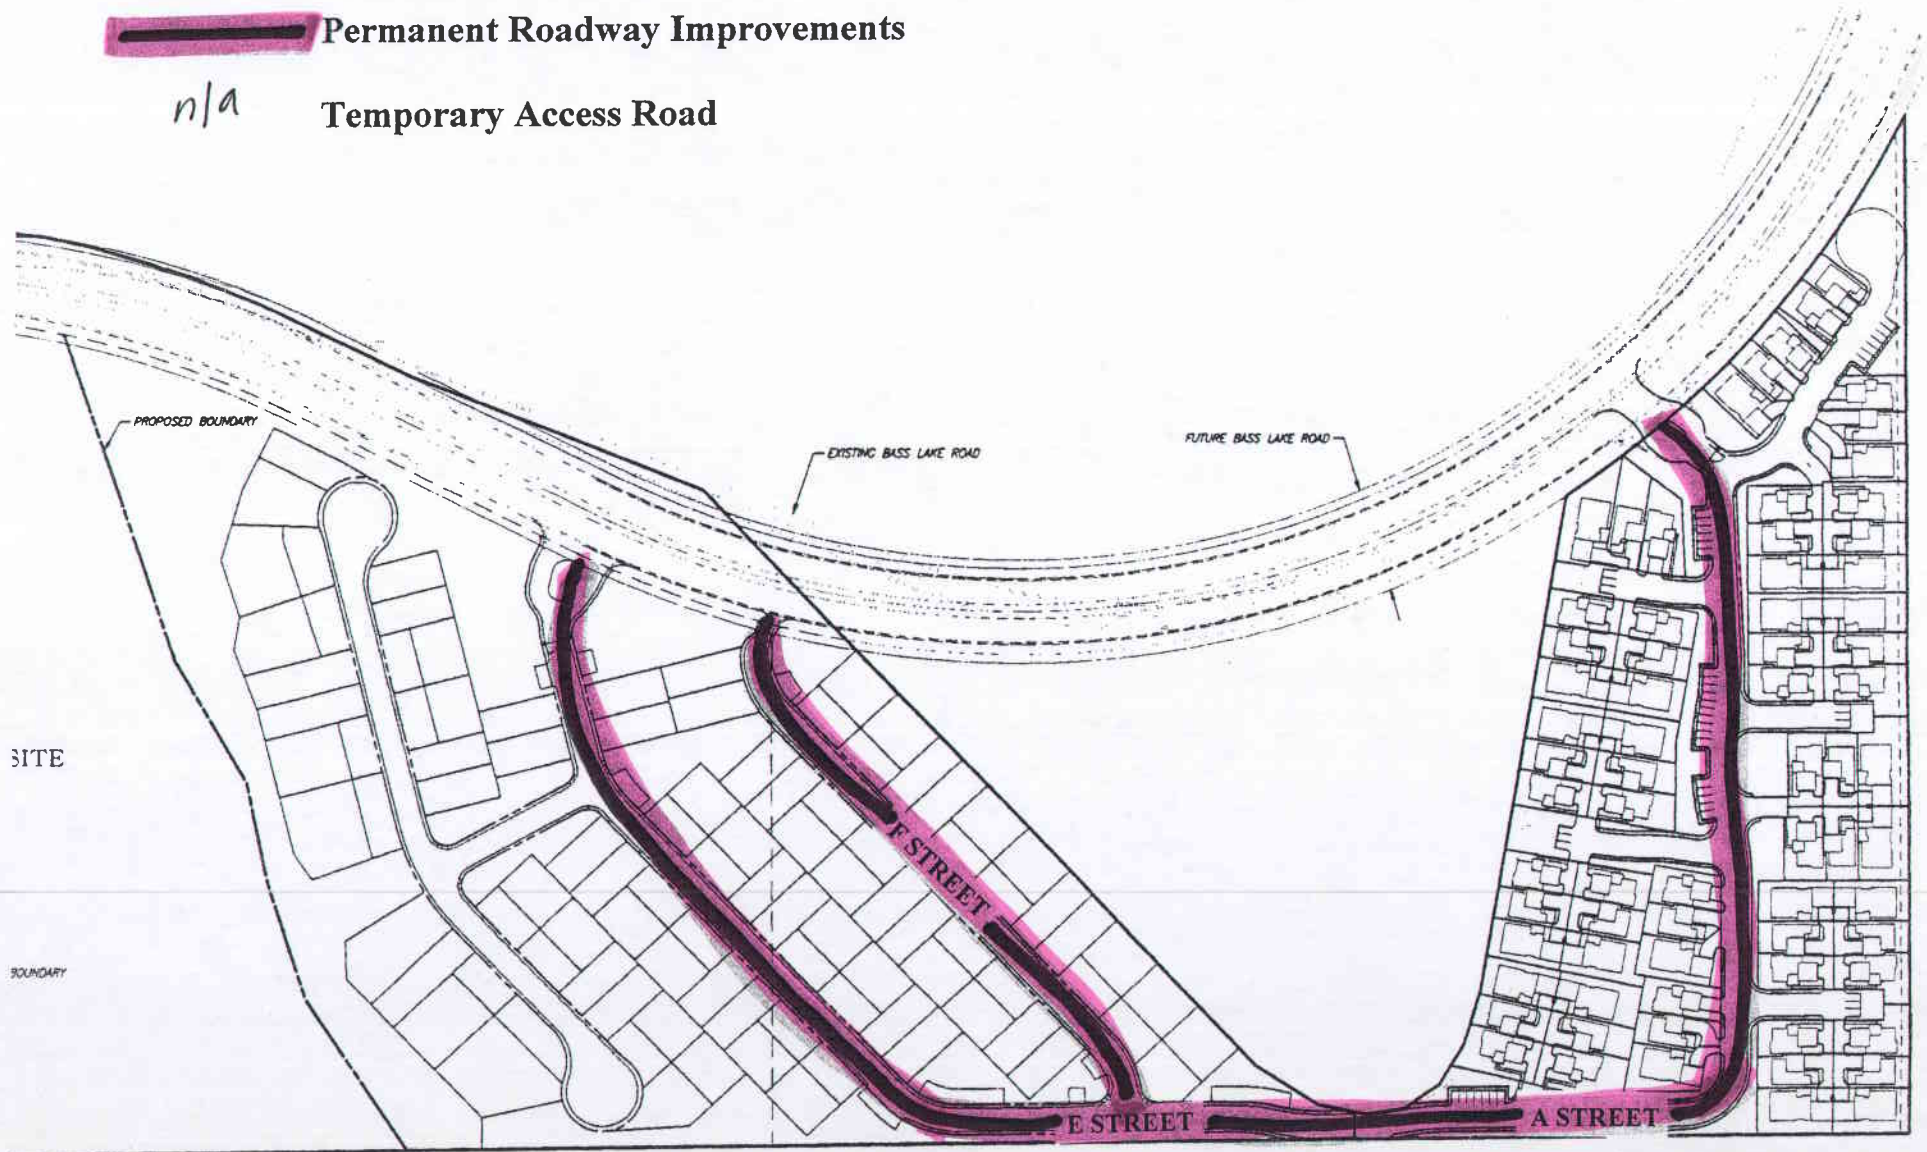 Permanent Roadway Improvements
n/a Temporary Access Road
PROPOSED BOUNDARY
EXISTING BASS LAKE ROAD
FUTURE BASS LAKE ROAD
SITE
F STREET
BOUNDARY
E STREET
A STREET